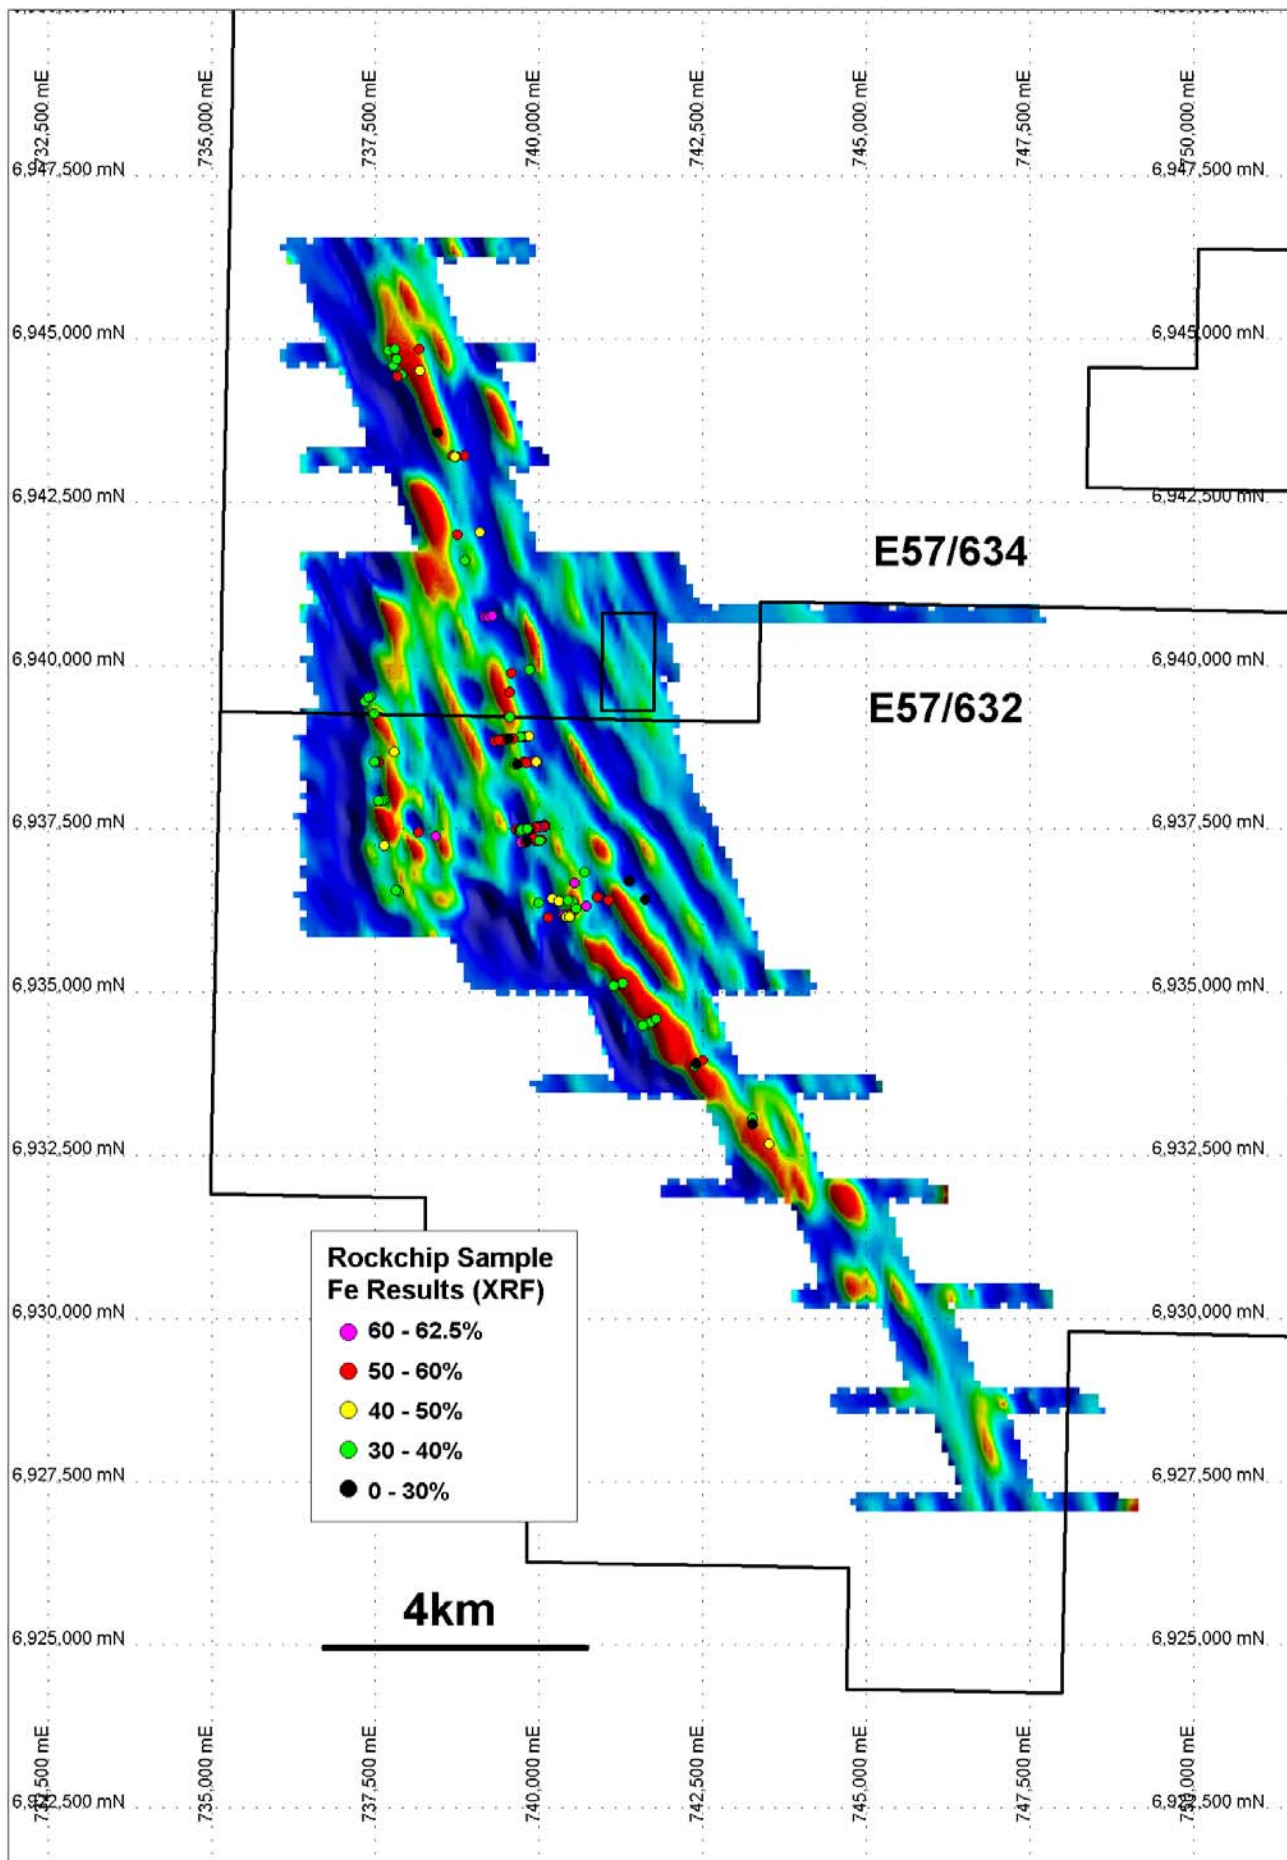 732,500 mE
735,000 mE
737,500 mE
740,000 mE
742,500 mE
745,000 mE
747,500 mE
750,000 mE
6,947,500 mN
6,947,500 mN
6,945,000 mN
6,945,000 mN
6,942,500 mN
6,942,500 mN
E57/634
6,940,000 mN
6,940,000 mN
E57/632
6,937,500 mN
6,937,500 mN
6,935,000 mN
6,935,000 mN
6,932,500 mN
6,932,500 mN
Rockchip Sample
Fe Results (XRF)
60 - 62.5%
50 - 60%
40 - 50%
30 - 40%
0 - 30%
6,930,000 mN
6,930,000 mN
6,927,500 mN
6,927,500 mN
4km
6,925,000 mN
6,925,000 mN
735,000 mE
737,500 mE
740,000 mE
742,500 mE
745,000 mE
747,500 mE